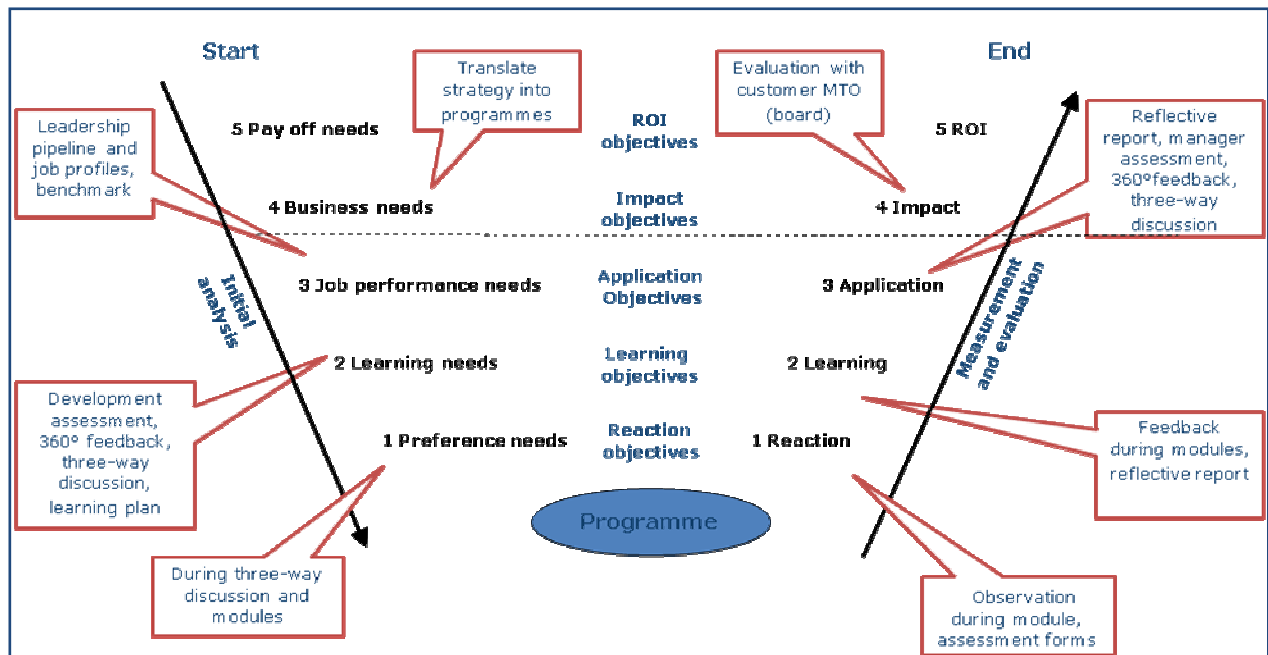 Start
End
Translate
strategy into
programmes
Evaluation with
customer MTO
(board)
Leadership
pipeline and
job profiles,
benchmark
Reflective
report, manager
assessment,
360ºfeedback,
three-way
discussion
5 Pay off needs
ROI
objectives
5 ROI
4 Business needs
Impact
objectives
4 Impact
3 Job performance needs
Application
Objectives
3 Application
Initial
analysis
Measurement
and evaluation
2 Learning needs
Learning
objectives
2 Learning
Development
assessment,
360º feedback,
three-way
discussion,
learning plan
1 Preference needs
Reaction
objectives
1 Reaction
Feedback
during modules,
reflective report
Programme
During three-way
discussion and
modules
Observation
during module,
assessment forms